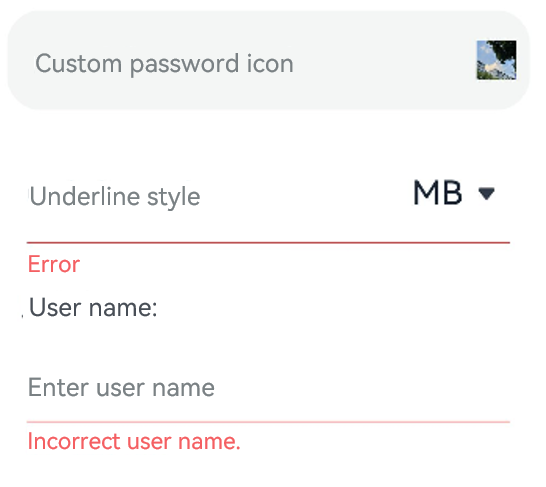 Custom password icon
Underline style MB
Error
User name:
Enter user name
Incorrect user name.